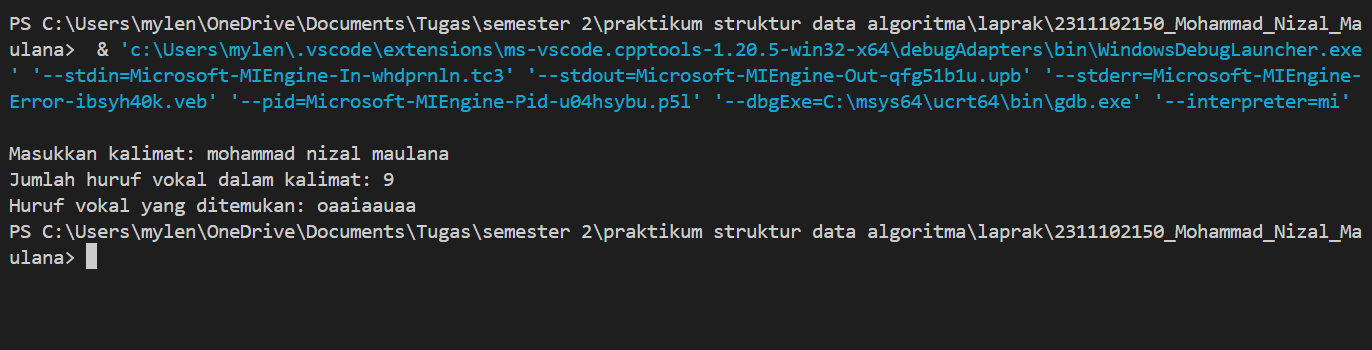 PS C:\Users\mylen\OneDrive\Documents\Tugas\semester 2\praktikum struktur data algoritma\laprak\2311102150_Mohammad_Nizal_Ma
ulana>  & 'c:\Users\mylen\.vscode\extensions\ms-vscode.cpptools-1.20.5-win32-x64\debugAdapters\bin\WindowsDebugLauncher.exe
' '--stdin=Microsoft-MIEngine-In-whdprnln.tc3' '--stdout=Microsoft-MIEngine-Out-qfg51b1u.upb' '--stderr=Microsoft-MIEngine-
Error-ibsyh40k.veb' '--pid=Microsoft-MIEngine-Pid-u04hsybu.p5l' '--dbgExe=C:\msys64\ucrt64\bin\gdb.exe' '--interpreter=mi'
Masukkan kalimat: mohammad nizal maulana
Jumlah huruf vokal dalam kalimat: 9
Huruf vokal yang ditemukan: oaaiaauaa
PS C:\Users\mylen\OneDrive\Documents\Tugas\semester 2\praktikum struktur data algoritma\laprak\2311102150_Mohammad_Nizal_Ma
ulana>